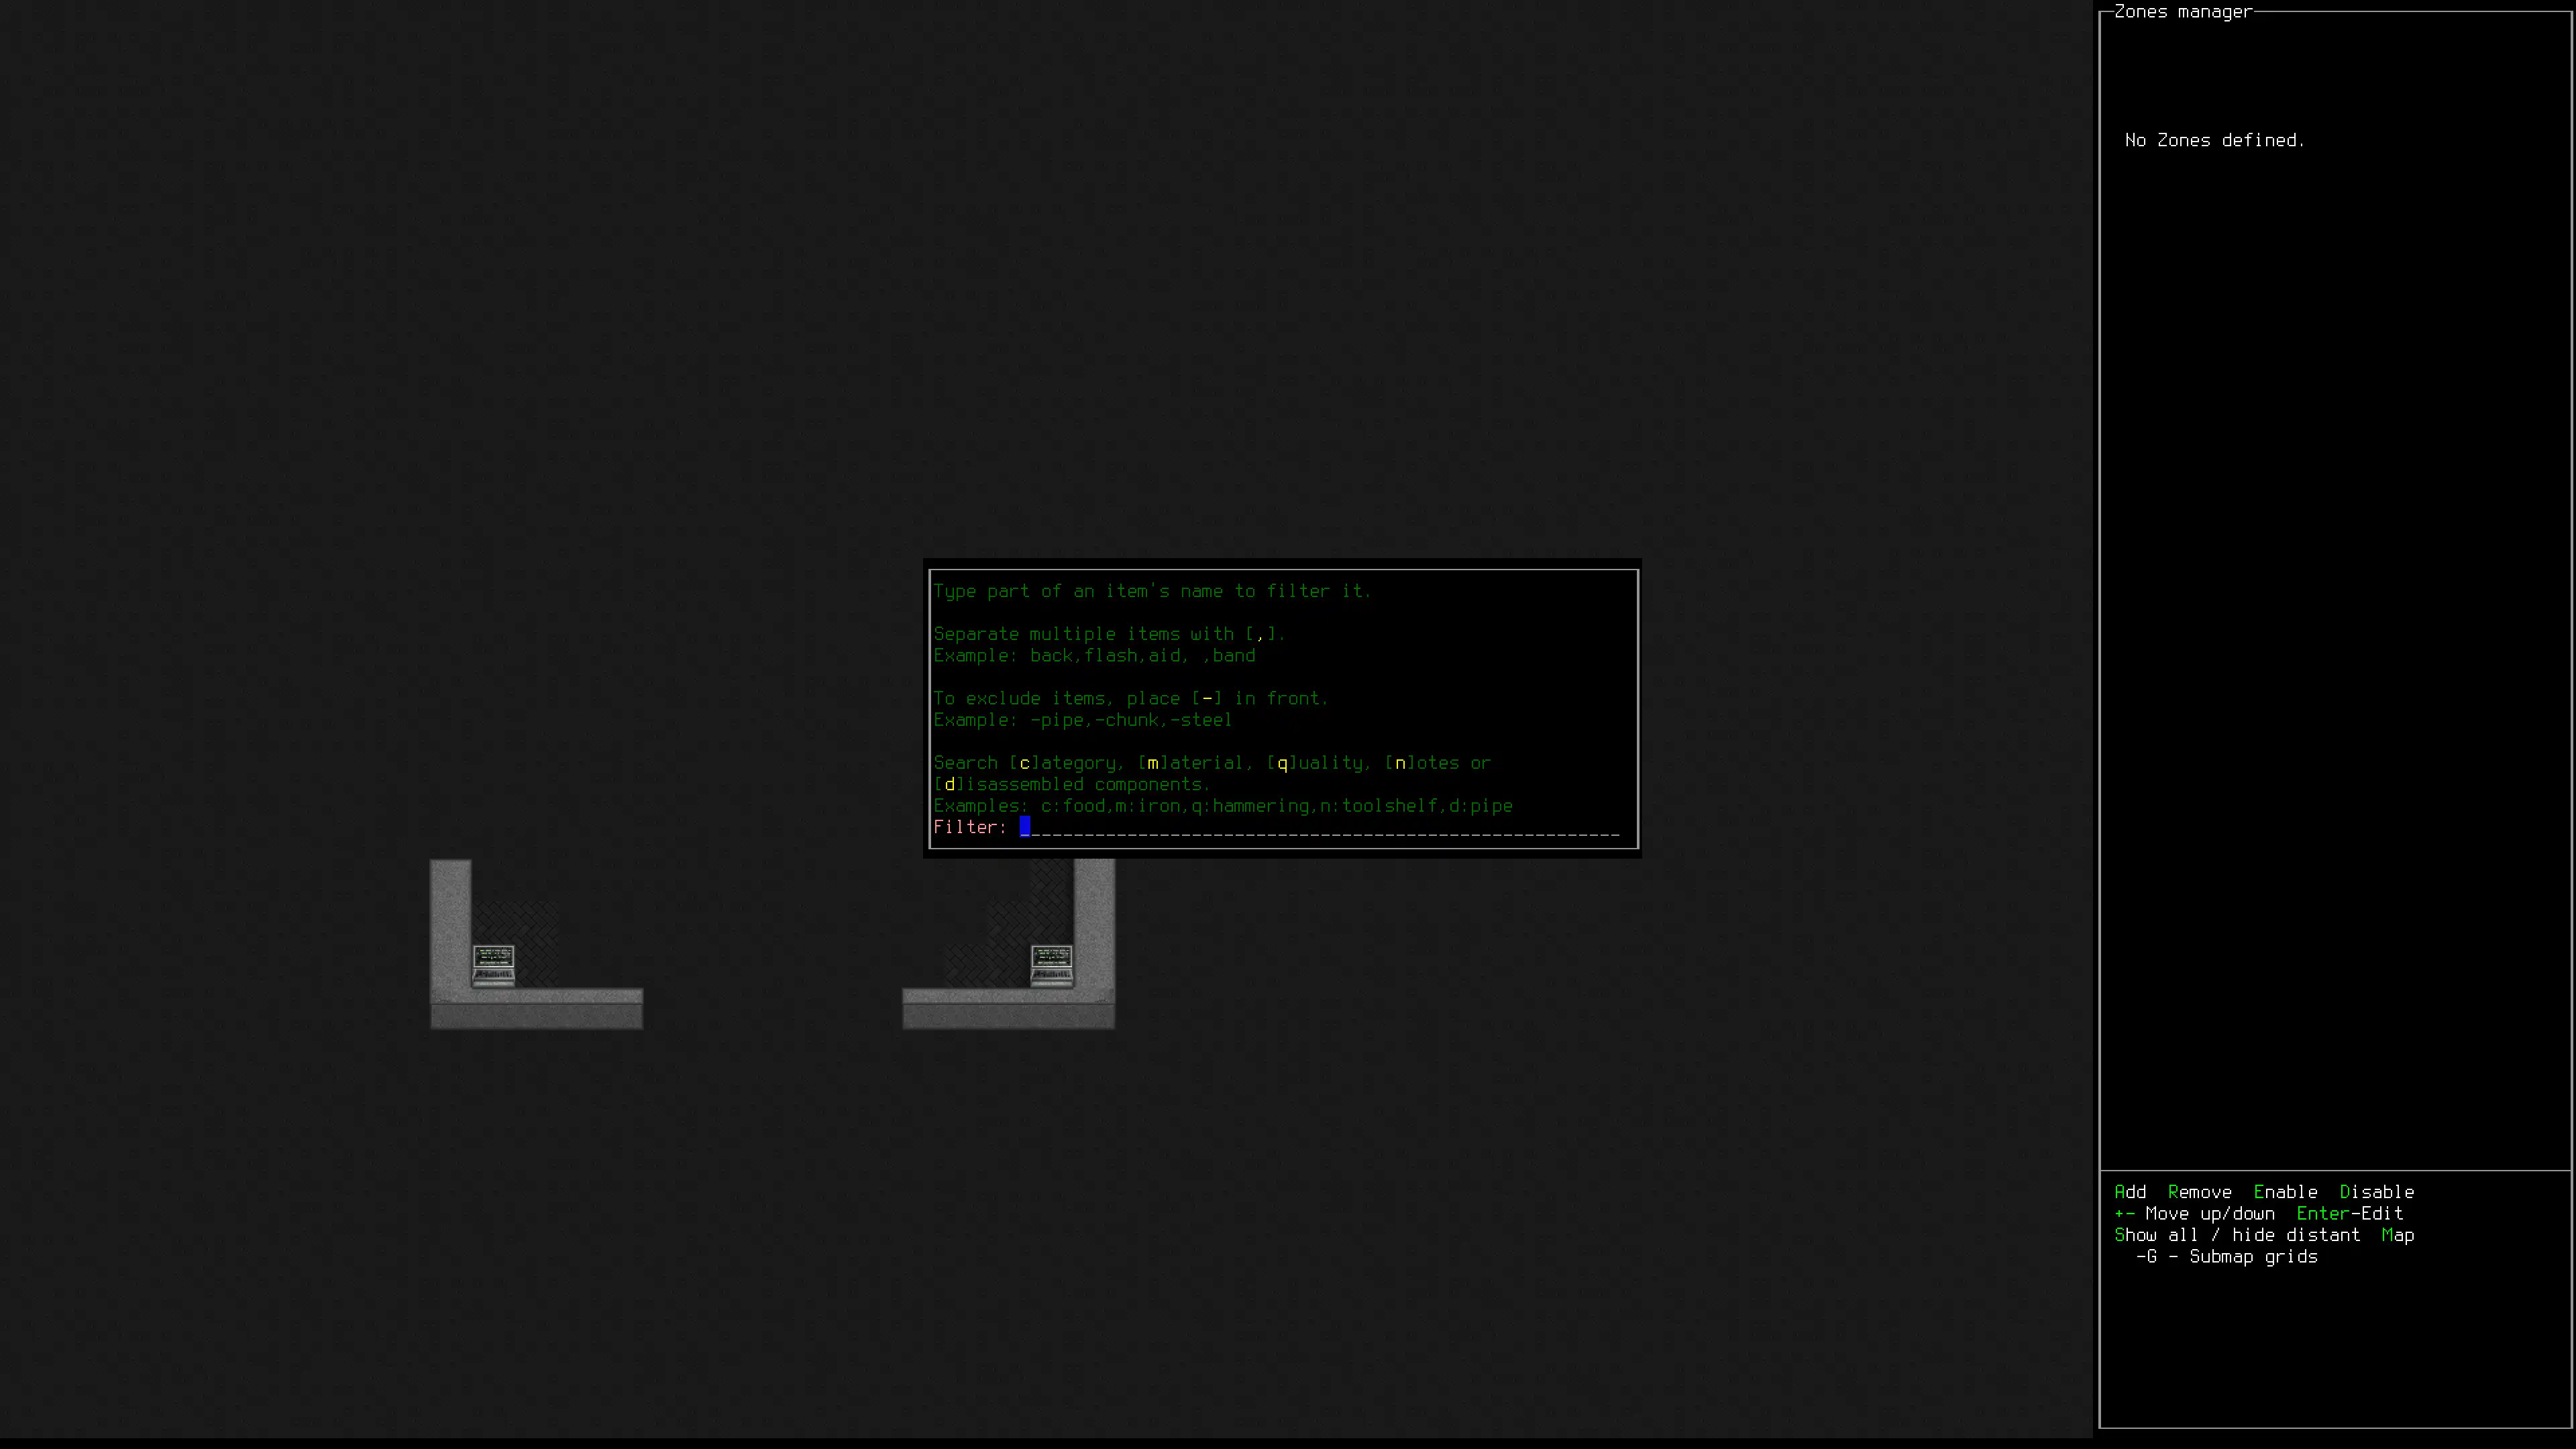 Zones manager
No Zones defined.
Type part of an item's name to filter it.
Separate multiple items with [,].
Example: back,flash,aid, ,band
To exclude items, place [-] in front.
Example: -pipe,-chunk,-steel
Search [c]ategory, [m]aterial, [q]uality, [n]otes or
[d]isassembled components.
Examples: c:food,m:iron,q:hammering,n:toolshelf,d:pipe
Filter:
Add  Remove  Enable  Disable
+- Move up/down  Enter-Edit
Show all / hide distant  Map
-G - Submap grids